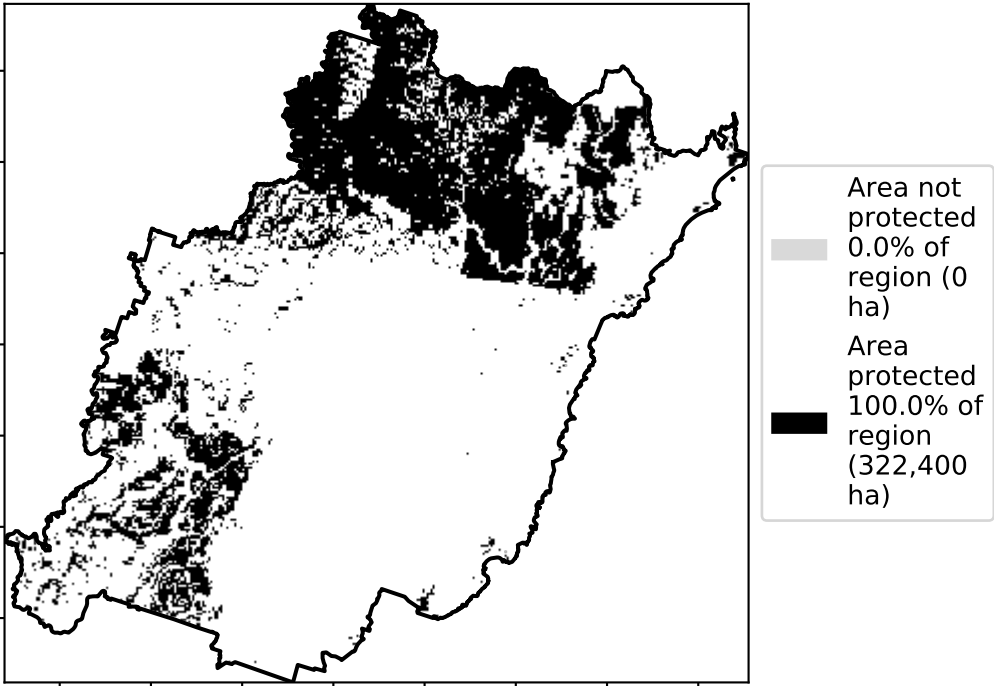 Area not
protected
0.0% of
region (0
ha)
Area
protected
100.0% of
region
(322,400
ha)